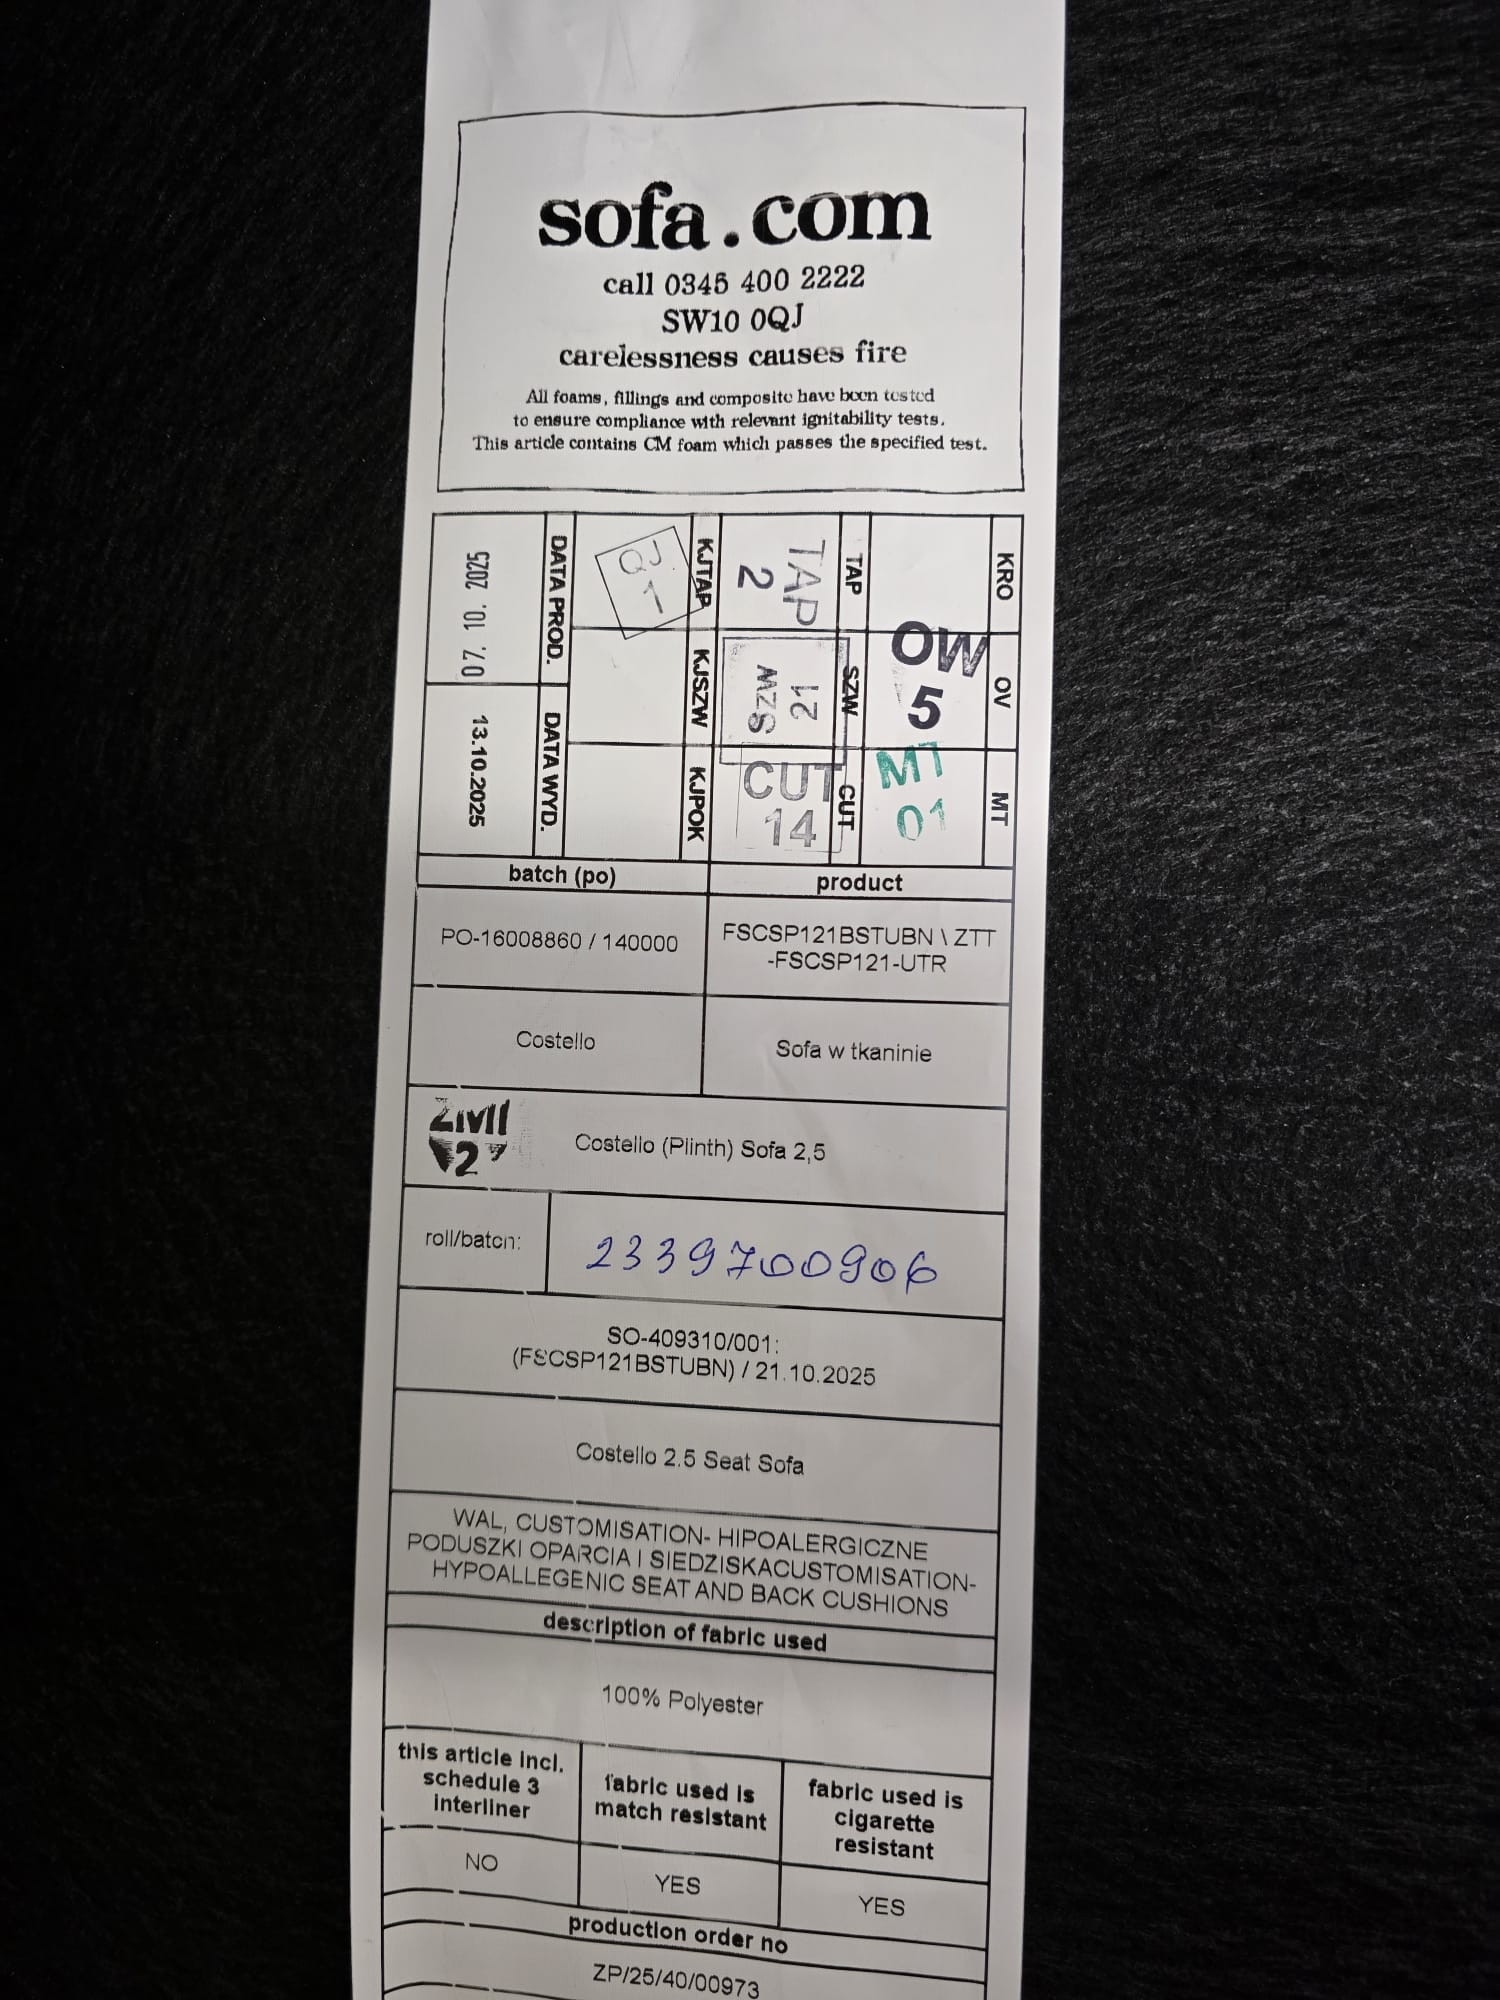 sofa.com
call 0345 400 2222
SW10 0QJ
carelessness causes fire
All foams, fillings and composite have been tested
to ensure compliance with relevant ignitability tests.
This article contains CM foam which passes the specified test.
KRO
OV
MT
OW
5
MT
01
TAP
SZW
CUT
TAP
2
21
SZW
CUT
14
KJTAP
KJSZW
KJPOK
QJ.
1
DATA PROD.
DATA WYD.
07. 10. 2025
13.10.2025
batch (po)
product
PO-16008860 / 140000
FSCSP121BSTUBN \ ZTT
-FSCSP121-UTR
Costello
Sofa w tkaninie
27
Costello (Plinth) Sofa 2,5
roll/batch:
2339700906
SO-409310/001:
(FSCSP121BSTUBN) / 21.10.2025
Costello 2.5 Seat Sofa
WAL, CUSTOMISATION- HIPOALERGICZNE
PODUSZKI OPARCIA I SIEDZISKACUSTOMISATION-
HYPOALLEGENIC SEAT AND BACK CUSHIONS
description of fabric used
100% Polyester
this article incl.
schedule 3
interliner
fabric used is
match resistant
fabric used is
cigarette
resistant
NO
YES
YES
production order no
ZP/25/40/00973